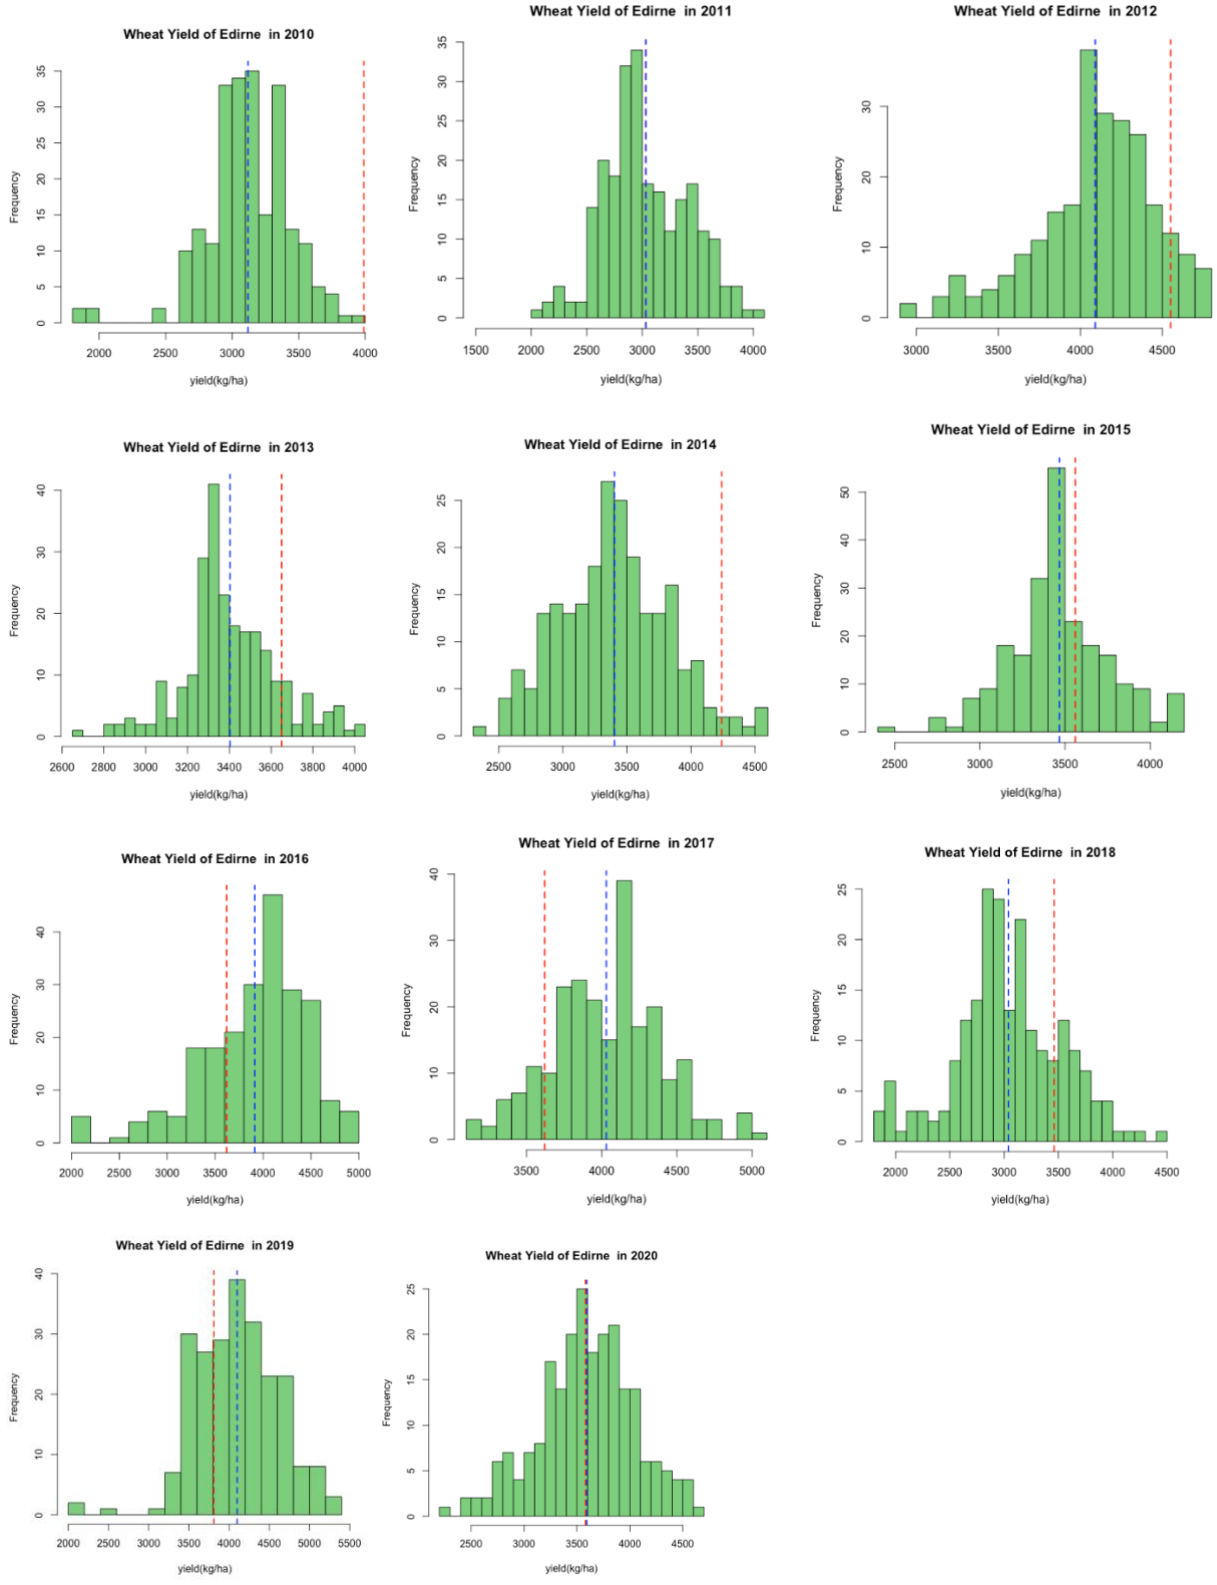 Wheat Yield of Edirne in 2010
Frequency
0 5 10 15 20 25 30 35
2000 2500 3000 3500 4000
yield(kg/ha)
Wheat Yield of Edirne in 2011
Frequency
0 5 10 15 20 25 30 35
1500 2000 2500 3000 3500 4000
yield(kg/ha)
Wheat Yield of Edirne in 2012
Frequency
0 10 20 30
3000 3500 4000 4500
yield(kg/ha)
Wheat Yield of Edirne in 2013
Frequency
0 10 20 30 40
2600 2800 3000 3200 3400 3600 3800 4000
yield(kg/ha)
Wheat Yield of Edirne in 2014
Frequency
0 5 10 15 20 25
2500 3000 3500 4000 4500
yield(kg/ha)
Wheat Yield of Edirne in 2015
Frequency
0 10 20 30 40 50
2500 3000 3500 4000
yield(kg/ha)
Wheat Yield of Edirne in 2016
Frequency
0 10 20 30 40
2000 2500 3000 3500 4000 4500 5000
yield(kg/ha)
Wheat Yield of Edirne in 2017
Frequency
0 10 20 30 40
3500 4000 4500 5000
yield(kg/ha)
Wheat Yield of Edirne in 2018
Frequency
0 5 10 15 20 25
2000 2500 3000 3500 4000 4500
yield(kg/ha)
Wheat Yield of Edirne in 2019
Frequency
0 10 20 30 40
2000 2500 3000 3500 4000 4500 5000 5500
yield(kg/ha)
Wheat Yield of Edirne in 2020
Frequency
0 5 10 15 20 25
2500 3000 3500 4000 4500
yield(kg/ha)